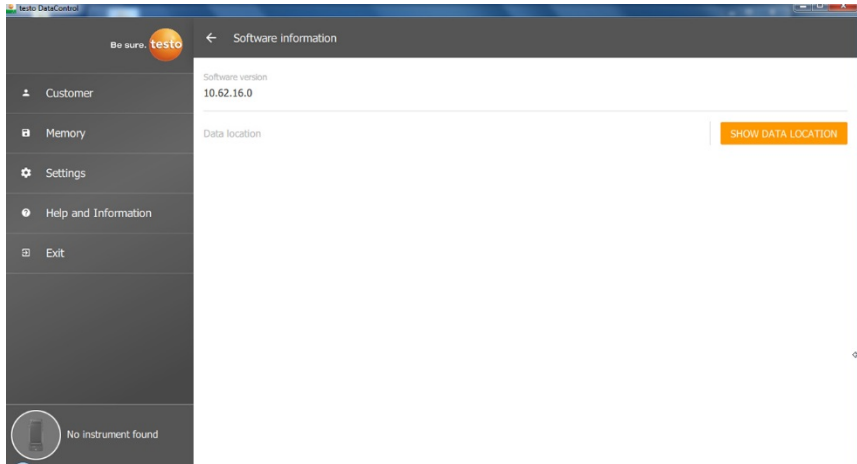 testo DataControl
Be sure. testo
Software information
Customer
Memory
Settings
Help and Information
Exit
No instrument found
Software version
10.62.16.0
Data location
SHOW DATA LOCATION